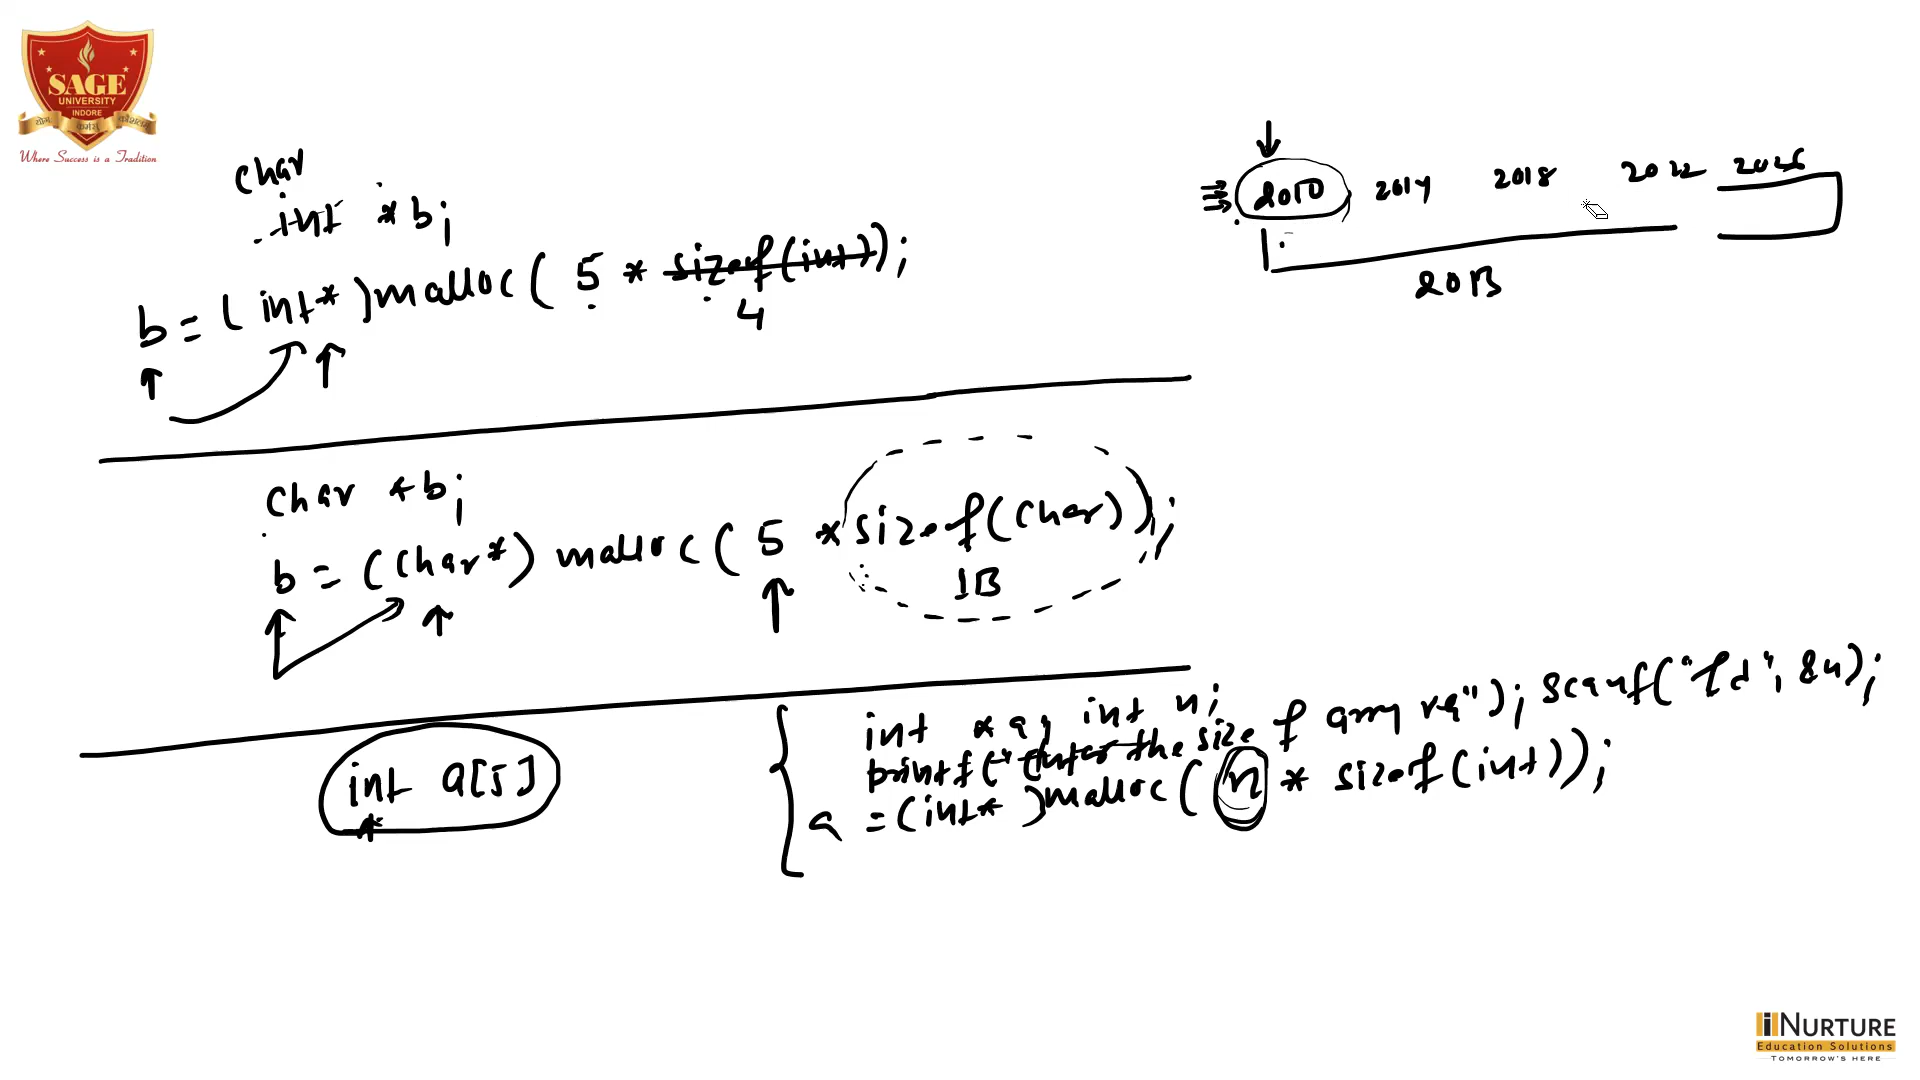 SAGE
UNIVERSITY
INDORE
Where Success is a Tradition
char
int *b;
b = (int*)malloc( 5 * sizeof(int));
4
2010 2014 2018 2022 2026
20B
char *b;
b = (char*) malloc( 5 * sizeof(char));
1B
int a[5]
int *a; int n;
printf("Enter the size of array rq"); scanf("%d", &n);
a = (int*)malloc( n * sizeof(int));
NURTURE
Education Solutions
TOMORROW'S HERE